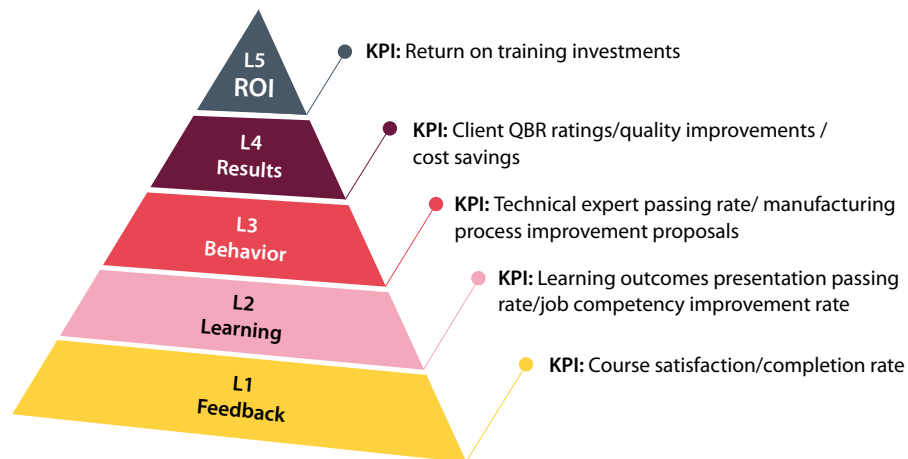 L5
ROI
KPI: Return on training investments
L4
Results
KPI: Client QBR ratings/quality improvements /
cost savings
L3
Behavior
KPI: Technical expert passing rate/ manufacturing
process improvement proposals
L2
Learning
KPI: Learning outcomes presentation passing
rate/job competency improvement rate
L1
Feedback
KPI: Course satisfaction/completion rate